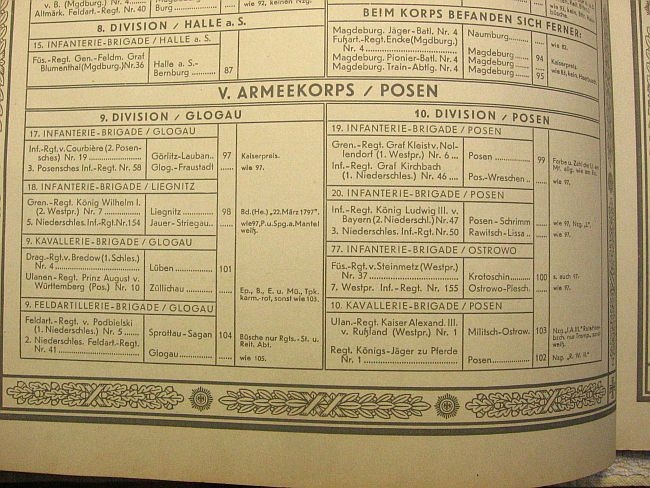 v. B. (Mgdburg.) Nr. 4
Burg
wie 92, keinen Nzg.
Altmärk. Feldart.-Regt. Nr. 40
8. DIVISION / HALLE a. S.
15. INFANTERIE-BRIGADE / HALLE a. S.
Füs.-Regt. Gen.-Feldm. Graf
Blumenthal (Mgdburg.) Nr. 36
Halle a. S.-
Bernburg
87
BEIM KORPS BEFANDEN SICH FERNER:
Magdeburg. Jäger-Batl. Nr. 4
Naumburg
wie 82.
Fußart.-Regt. Encke (Mgdburg.)
Nr. 4
Magdeburg
94
Kaiserpreis.
Magdeburg. Pionier-Batl. Nr. 4
Magdeburg
Magdeburg. Train-Abtlg. Nr. 4
Magdeburg
95
V. ARMEEKORPS / POSEN
9. DIVISION / GLOGAU
17. INFANTERIE-BRIGADE / GLOGAU
Inf.-Rgt. v. Courbière (2. Posen-
sches) Nr. 19
Görlitz-Lauban
97
Kaiserpreis.
3. Posensches Inf.-Regt. Nr. 58
Glog.-Fraustadt
wie 97.
18. INFANTERIE-BRIGADE / LIEGNITZ
Gren.-Regt. König Wilhelm I.
(2. Westpr.) Nr. 7
Liegnitz
98
Bd. (He.) „22. März 1797".
5. Niederschles. Inf.-Rgt. Nr. 154
Jauer-Striegau
wie 97, P. u. Spg. a. Mantel
weiß.
9. KAVALLERIE-BRIGADE / GLOGAU
Drag.-Rgt. v. Bredow (1. Schles.)
Nr. 4
Lüben
101
Ulanen-Regt. Prinz August v.
Württemberg (Pos.) Nr. 10
Züllichau
Ep., B., E. u. Mü., Tpk.
karm.-rot, sonst wie 103.
9. FELDARTILLERIE-BRIGADE / GLOGAU
Feldart.-Regt. v. Podbielski
(1. Niederschles.) Nr. 5
Sprottau-Sagan
104
Büsche nur Rgts.-St. u.
Reit. Abt.
2. Niederschles. Feldart.-Regt.
Nr. 41
Glogau
wie 105.
10. DIVISION / POSEN
19. INFANTERIE-BRIGADE / POSEN
Gren.-Regt. Graf Kleist v. Nol-
lendorf (1. Westpr.) Nr. 6
Posen
99
Inf.-Regt. Graf Kirchbach
(1. Niederschles.) Nr. 46
Pos.-Wreschen
wie 97.
20. INFANTERIE-BRIGADE / POSEN
Inf.-Regt. König Ludwig III. v.
Bayern (2. Niederschl.) Nr. 47
Posen-Schrimm
wie 97, Nzg. „L".
3. Niederschles. Inf.-Rgt. Nr. 50
Rawitsch-Lissa
wie 97.
77. INFANTERIE-BRIGADE / OSTROWO
Füs.-Rgt. v. Steinmetz (Westpr.)
Nr. 37
Krotoschin
100
s. auch 97.
7. Westpr. Inf.-Regt. Nr. 155
Ostrowo-Plesch.
wie 97.
10. KAVALLERIE-BRIGADE / POSEN
Ulan.-Regt. Kaiser Alexand. III.
v. Rußland (Westpr.) Nr. 1
Militsch-Ostrow.
103
Regt. Königs-Jäger zu Pferde
Nr. 1
Posen
102